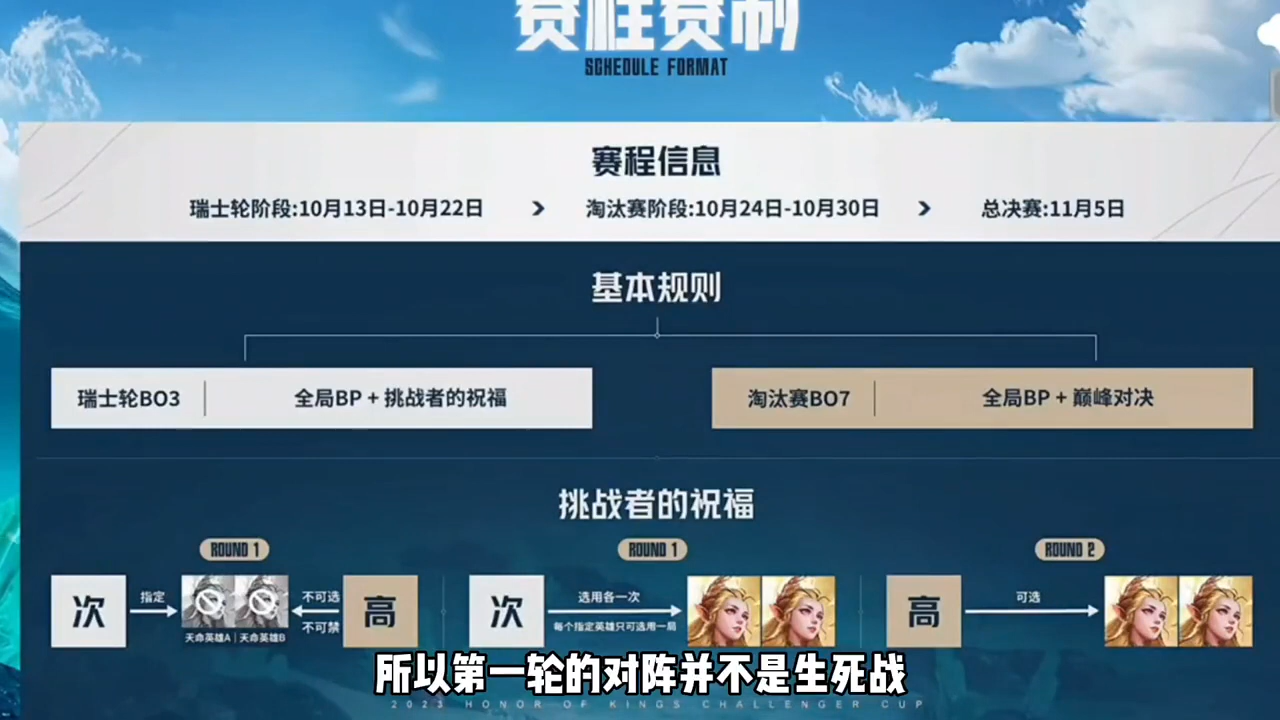 赛程赛制
SCHEDULE FORMAT
赛程信息
瑞士轮阶段:10月13日-10月22日 > 淘汰赛阶段:10月24日-10月30日 > 总决赛:11月5日
基本规则
瑞士轮BO3 全局BP + 挑战者的祝福
淘汰赛BO7 全局BP + 巅峰对决
挑战者的祝福
ROUND 1
次 指定 天命英雄A | 天命英雄B 不可选 不可禁 高
ROUND 1
次 选用各一次 每个指定英雄只可选用一局
ROUND 2
高 可选
所以第一轮的对阵并不是生死战
2023 HONOR OF KINGS CHALLENGER CUP